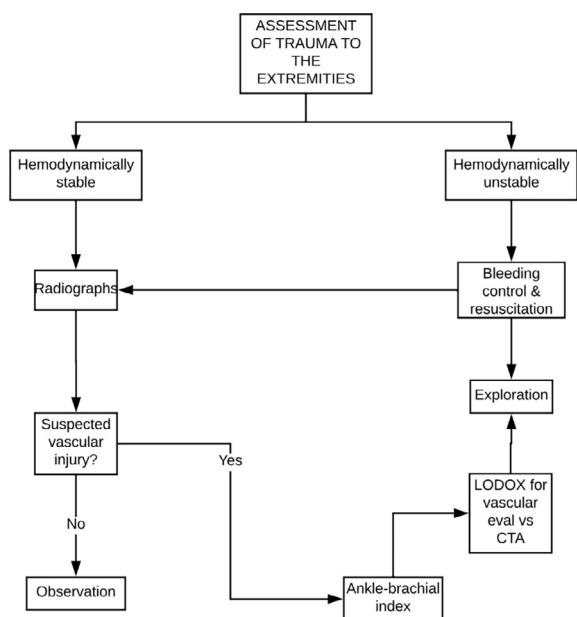 ASSESSMENT
OF TRAUMA TO
THE
EXTREMITIES
Hemodynamically
stable
Hemodynamically
unstable
Radiographs
Bleeding
control &
resuscitation
Exploration
Suspected
vascular
injury?
Yes
LODOX for
vascular
eval vs
CTA
No
Observation
Ankle-brachial
index